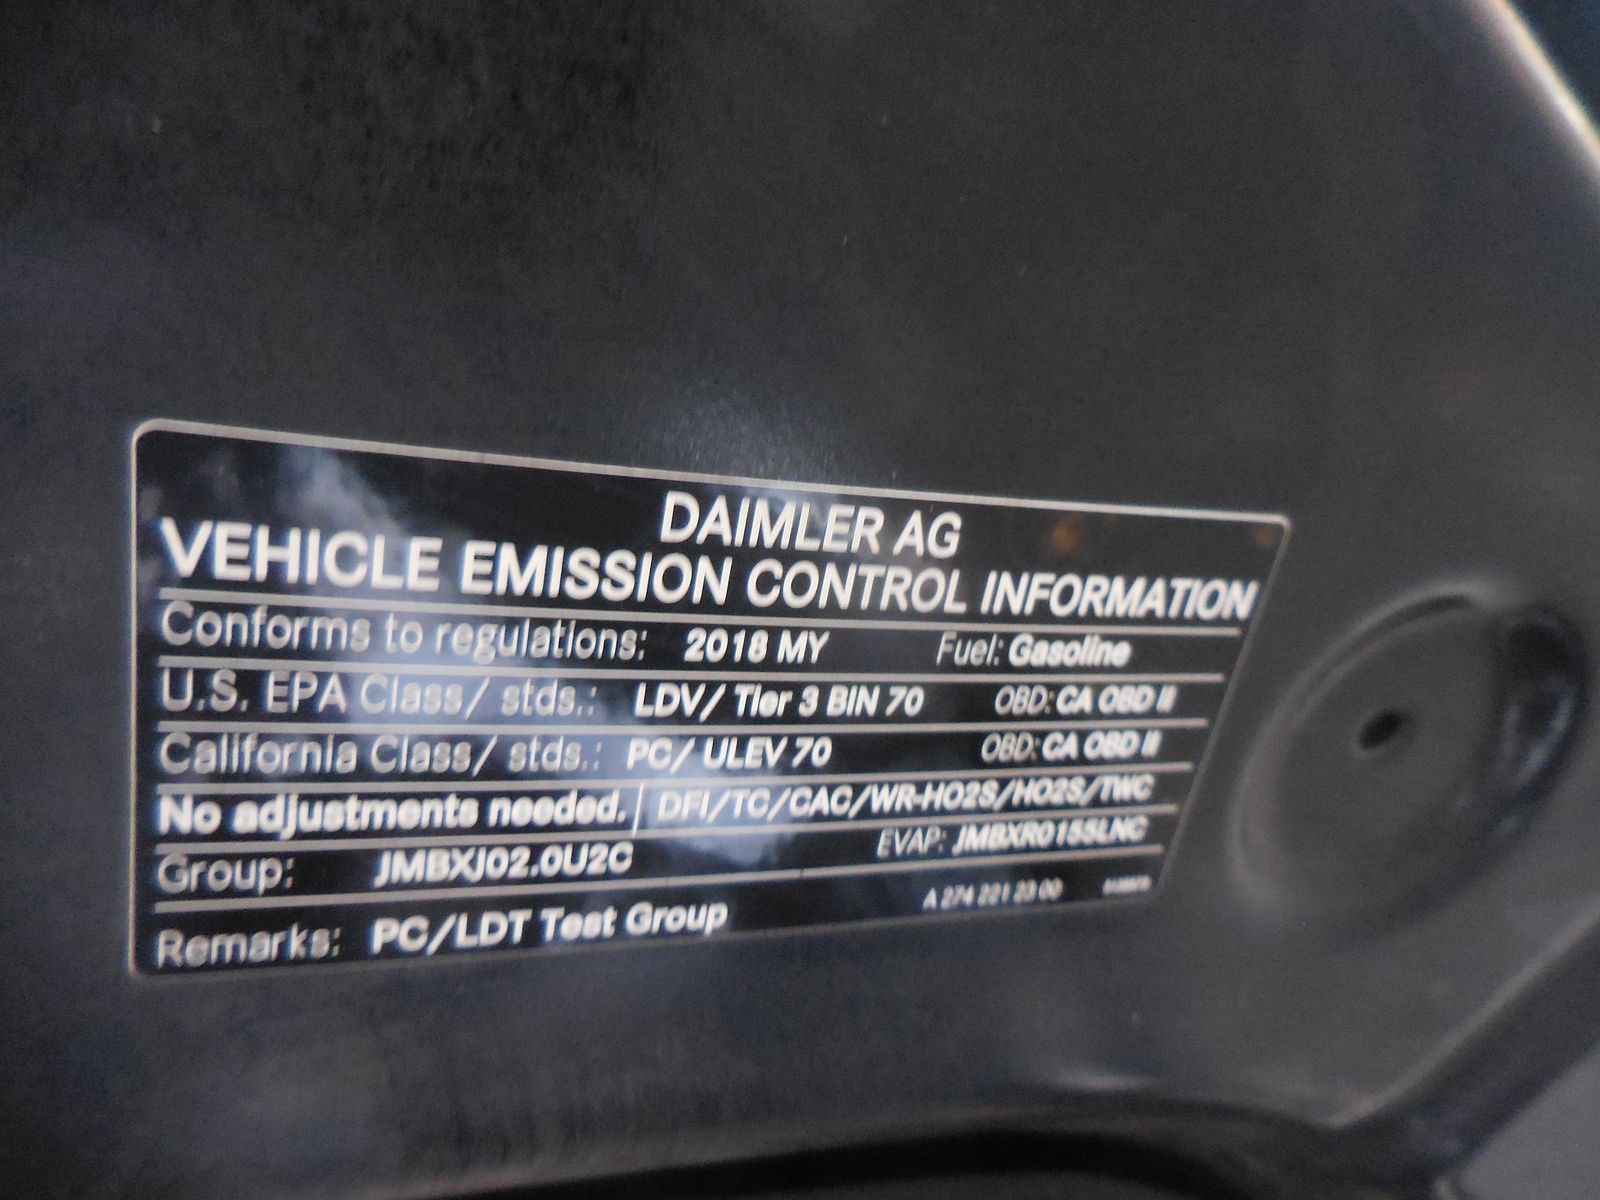 DAIMLER AG
VEHICLE EMISSION CONTROL INFORMATION
Conforms to regulations: 2018 MY Fuel: Gasoline
U.S. EPA Class/ stds.: LDV/ Tier 3 BIN 70 OBD: CA OBD II
California Class/ stds.: PC/ ULEV 70 OBD: CA OBD II
No adjustments needed. DFI/TC/CAC/WR-HO2S/HO2S/TWC
Group: JMBXJ02.0U2C EVAP: JMBXR0155LNC
Remarks: PC/LDT Test Group A 274 221 23 00